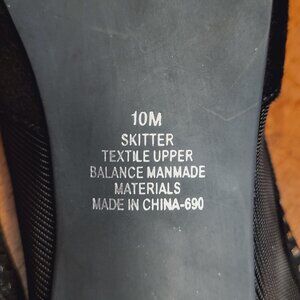 10M
SKITTER
TEXTILE UPPER
BALANCE MANMADE
MATERIALS
MADE IN CHINA-690